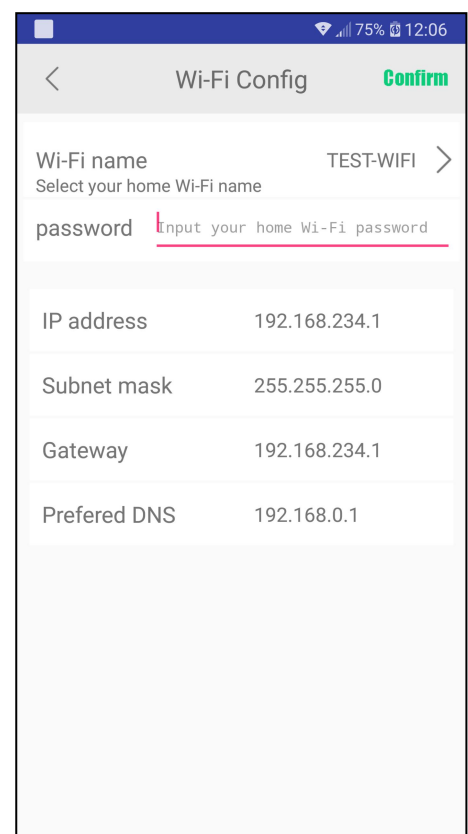 75% 12:06
Wi-Fi Config Confirm
Wi-Fi name TEST-WIFI
Select your home Wi-Fi name
password Input your home Wi-Fi password
IP address 192.168.234.1
Subnet mask 255.255.255.0
Gateway 192.168.234.1
Prefered DNS 192.168.0.1